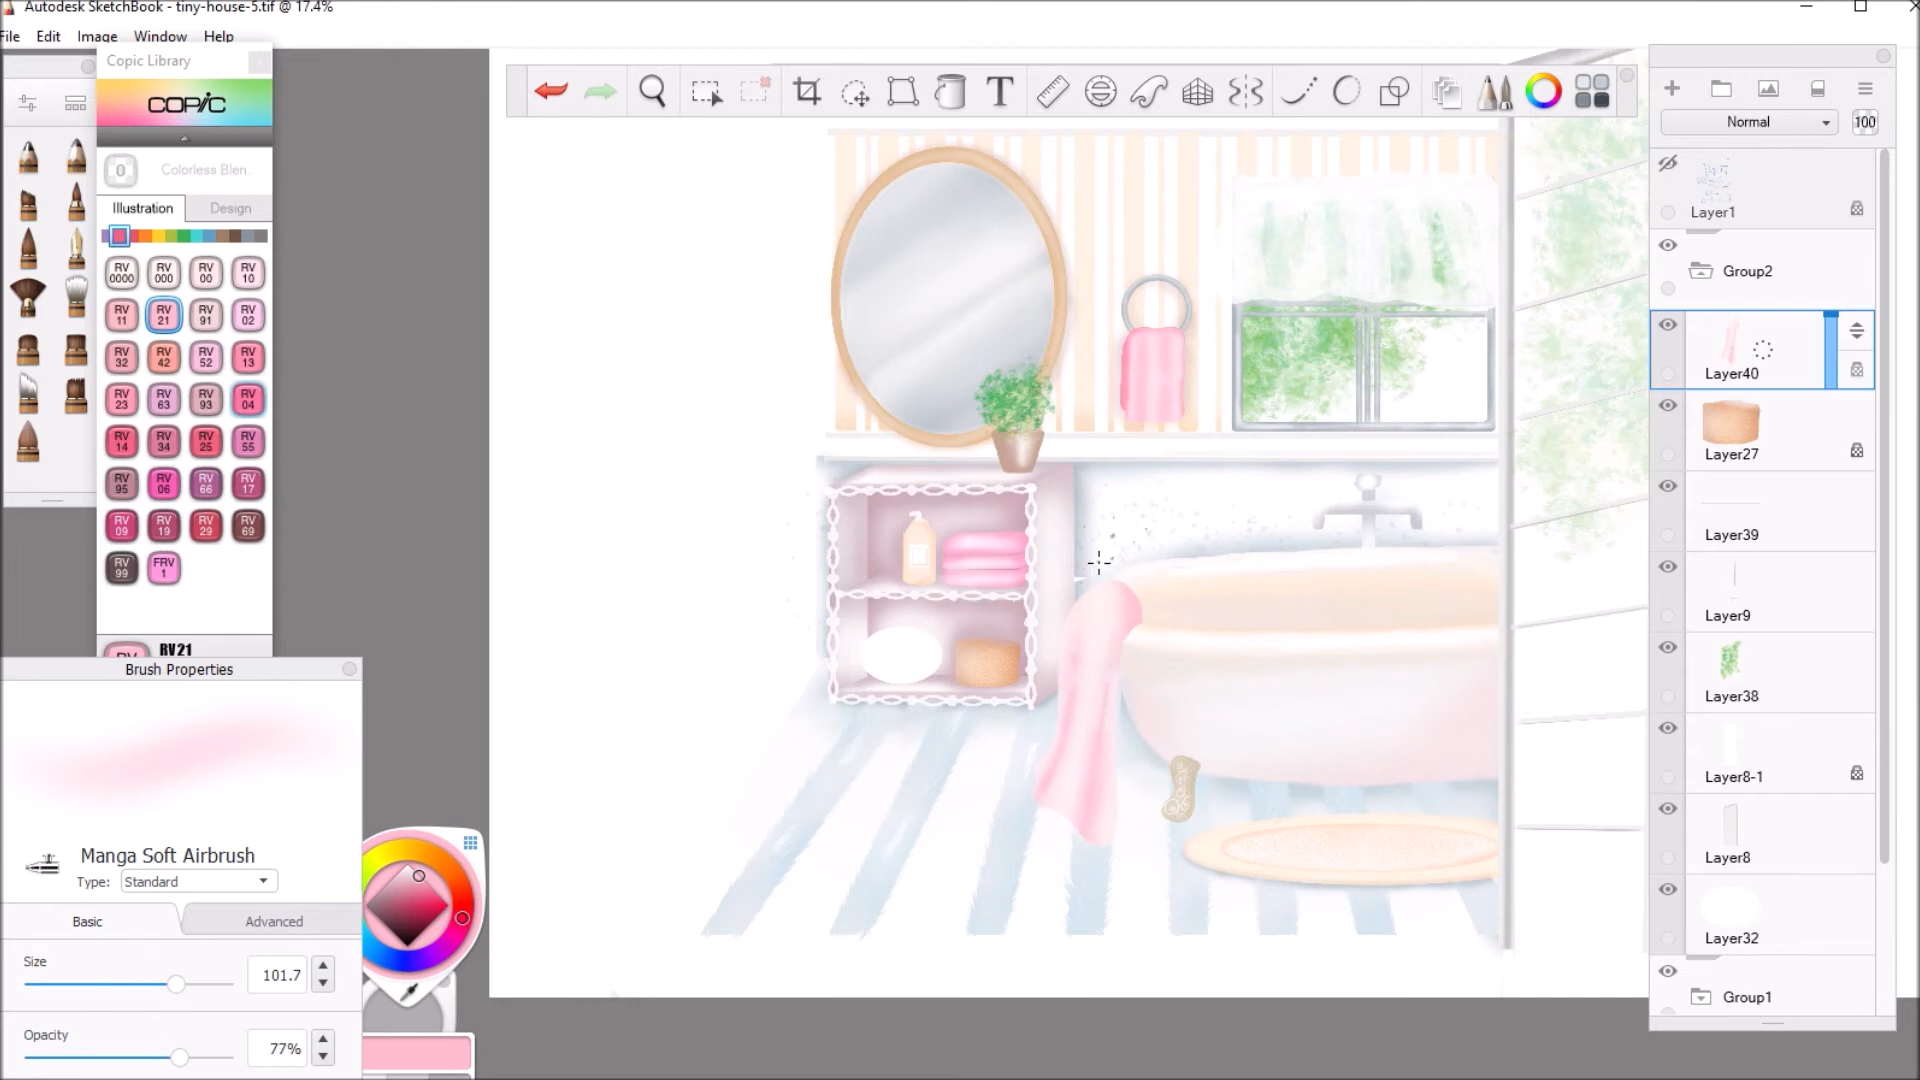 Autodesk SketchBook - tiny-house-5.tif @ 17.4%
File Edit Image Window Help
Copic Library
COPIC
0 Colorless Blen..
Illustration Design
RV 0000 RV 000 RV 00 RV 10
RV 11 RV 21 RV 91 RV 02
RV 32 RV 42 RV 52 RV 13
RV 23 RV 63 RV 93 RV 04
RV 14 RV 34 RV 25 RV 55
RV 95 RV 06 RV 66 RV 17
RV 09 RV 19 RV 29 RV 69
RV 99 FRV 1
RV RV21
Brush Properties
Manga Soft Airbrush
Type: Standard
Basic Advanced
Size
101.7
Opacity
77%
T
Normal 100
Layer1
Group2
Layer40
Layer27
Layer39
Layer9
Layer38
Layer8-1
Layer8
Layer32
Group1